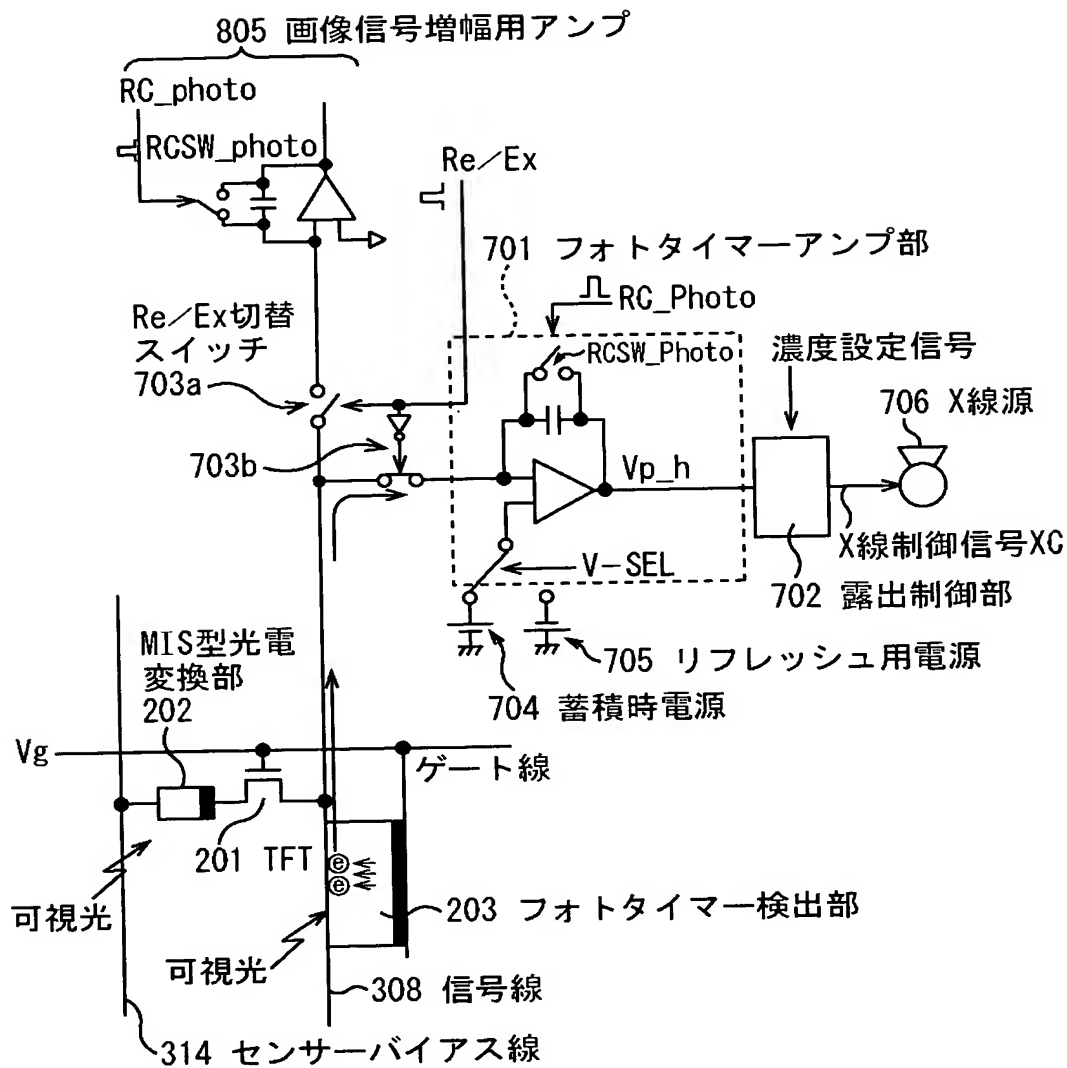 805 画像信号増幅用アンプ
RC_photo
RCSW_photo
Re/Ex
701 フォトタイマーアンプ部
RC_Photo
RCSW_Photo
Re/Ex切替
スイッチ
703a
703b
濃度設定信号
706 X線源
Vp_h
X線制御信号XC
702 露出制御部
V-SEL
705 リフレッシュ用電源
704 蓄積時電源
MIS型光電
変換部
202
Vg
ゲート線
201 TFT
e
e
203 フォトタイマー検出部
可視光
可視光
308 信号線
314 センサーバイアス線